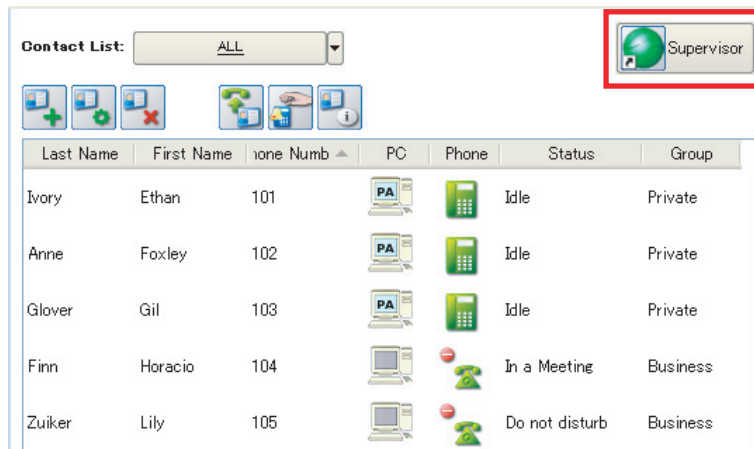 Contact List: ALL Supervisor
Last Name First Name hone Numb PC Phone Status Group
Ivory Ethan 101 PA Idle Private
Anne Foxley 102 PA Idle Private
Glover Gil 103 PA Idle Private
Finn Horacio 104 In a Meeting Business
Zuiker Lily 105 Do not disturb Business